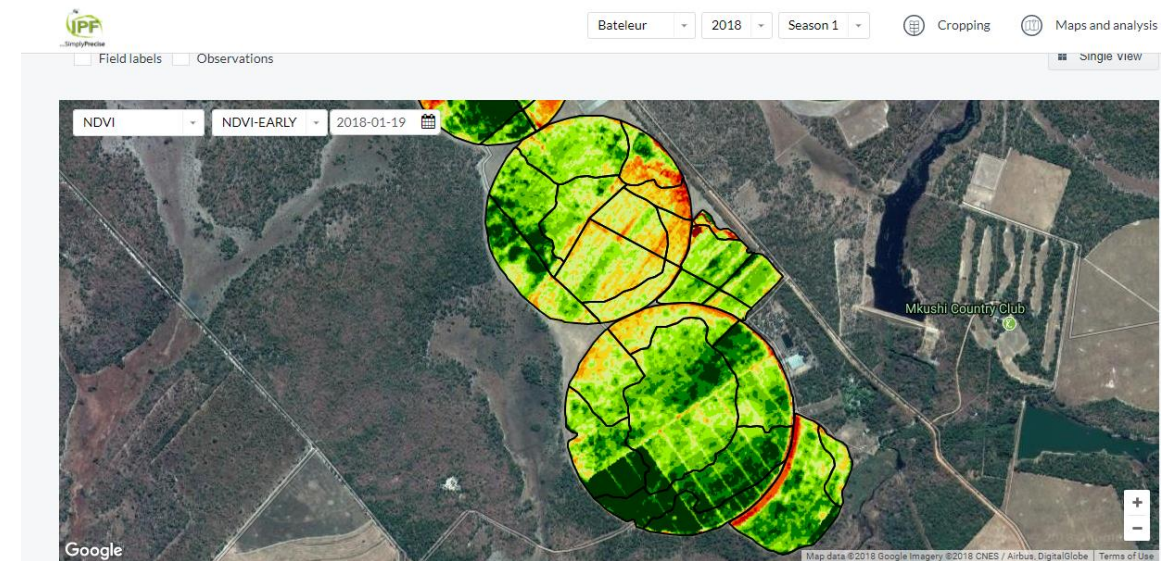 IPF
...SimplyPrecise
Bateleur 2018 Season 1 Cropping Maps and analysis
Field labels Observations Single View
NDVI NDVI-EARLY 2018-01-19
Mkushi Country Club
+
−
Google
Map data ©2018 Google Imagery ©2018 CNES / Airbus, DigitalGlobe Terms of Use